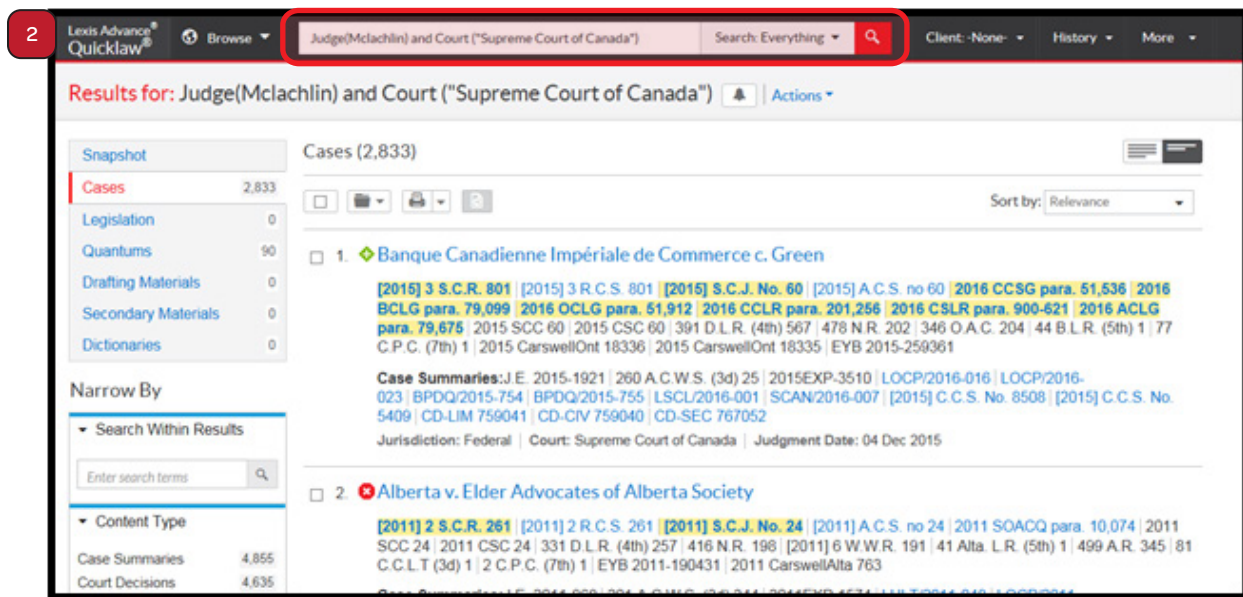 2
Lexis Advance® Quicklaw®
Browse
Judge(Mclachlin) and Court ("Supreme Court of Canada")
Search: Everything
Client: -None-
History
More
Results for: Judge(Mclachlin) and Court ("Supreme Court of Canada")
Actions
Snapshot
Cases 2,833
Legislation 0
Quantums 90
Drafting Materials 0
Secondary Materials 0
Dictionaries 0
Narrow By
Search Within Results
Enter search terms
Content Type
Case Summaries 4,855
Court Decisions 4,635
Cases (2,833)
Sort by: Relevance
1. Banque Canadienne Impériale de Commerce c. Green
[2015] 3 S.C.R. 801 | [2015] 3 R.C.S. 801 | [2015] S.C.J. No. 60 | [2015] A.C.S. no 60 | 2016 CCSG para. 51,536 | 2016
BCLG para. 79,099 | 2016 OCLG para. 51,912 | 2016 CCLR para. 201,256 | 2016 CSLR para. 900-621 | 2016 ACLG
para. 79,675 | 2015 SCC 60 | 2015 CSC 60 | 391 D.L.R. (4th) 567 | 478 N.R. 202 | 346 O.A.C. 204 | 44 B.L.R. (5th) 1 | 77
C.P.C. (7th) 1 | 2015 CarswellOnt 18336 | 2015 CarswellOnt 18335 | EYB 2015-259361
Case Summaries:J.E. 2015-1921 | 260 A.C.W.S. (3d) 25 | 2015EXP-3510 | LOCP/2016-016 | LOCP/2016-
023 | BPDQ/2015-754 | BPDQ/2015-755 | LSCL/2016-001 | SCAN/2016-007 | [2015] C.C.S. No. 8508 | [2015] C.C.S. No.
5409 | CD-LIM 759041 | CD-CIV 759040 | CD-SEC 767052
Jurisdiction: Federal | Court: Supreme Court of Canada | Judgment Date: 04 Dec 2015
2. Alberta v. Elder Advocates of Alberta Society
[2011] 2 S.C.R. 261 | [2011] 2 R.C.S. 261 | [2011] S.C.J. No. 24 | [2011] A.C.S. no 24 | 2011 SOACQ para. 10,074 | 2011
SCC 24 | 2011 CSC 24 | 331 D.L.R. (4th) 257 | 416 N.R. 198 | [2011] 6 W.W.R. 191 | 41 Alta. L.R. (5th) 1 | 499 A.R. 345 | 81
C.C.L.T (3d) 1 | 2 C.P.C. (7th) 1 | EYB 2011-190431 | 2011 CarswellAlta 763